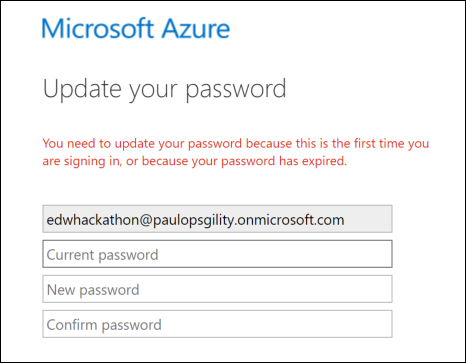 Microsoft Azure
Update your password
You need to update your password because this is the first time you
are signing in, or because your password has expired.
edwhackathon@paulopsgility.onmicrosoft.com
Current password
New password
Confirm password